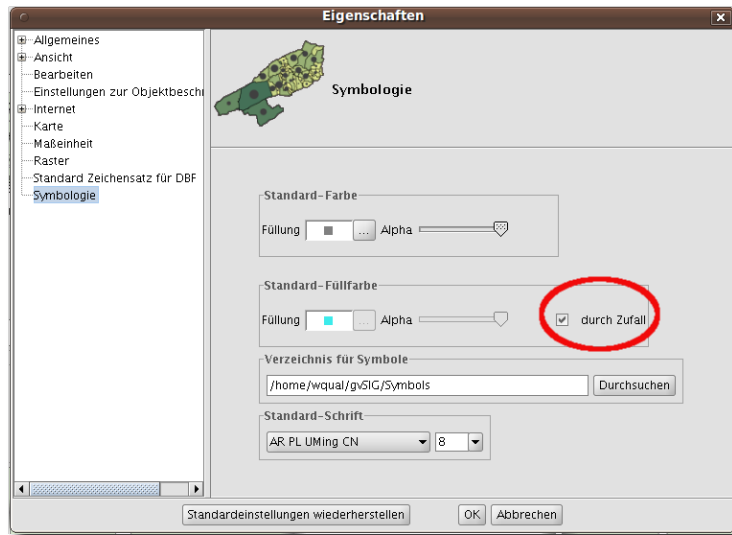 Eigenschaften
Allgemeines
Ansicht
Bearbeiten
Einstellungen zur Objektbeschr
Internet
Karte
Maßeinheit
Raster
Standard Zeichensatz für DBF
Symbologie
Symbologie
Standard-Farbe
Füllung ... Alpha
Standard-Füllfarbe
Füllung ... Alpha durch Zufall
Verzeichnis für Symbole
/home/wqual/gvSIG/Symbols Durchsuchen
Standard-Schrift
AR PL UMing CN 8
Standardeinstellungen wiederherstellen OK Abbrechen